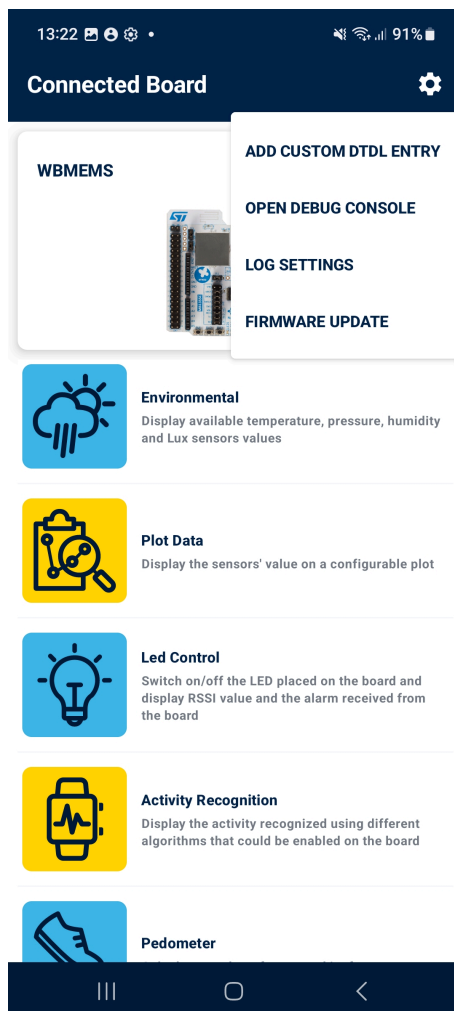 13:22
91%
Connected Board
ADD CUSTOM DTDL ENTRY
WBMEMS
OPEN DEBUG CONSOLE
LOG SETTINGS
FIRMWARE UPDATE
Environmental
Display available temperature, pressure, humidity
and Lux sensors values
Plot Data
Display the sensors' value on a configurable plot
Led Control
Switch on/off the LED placed on the board and
display RSSI value and the alarm received from
the board
Activity Recognition
Display the activity recognized using different
algorithms that could be enabled on the board
Pedometer